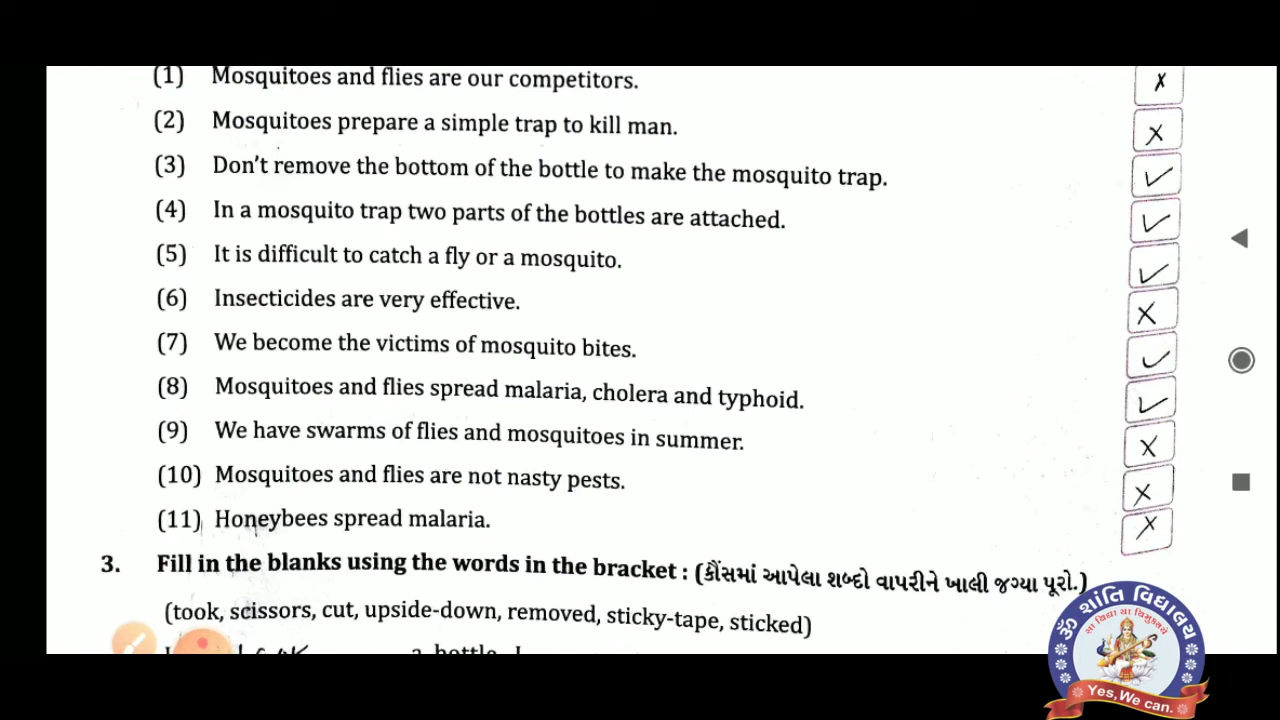 (1) Mosquitoes and flies are our competitors. ✗
(2) Mosquitoes prepare a simple trap to kill man. ✗
(3) Don't remove the bottom of the bottle to make the mosquito trap. ✓
(4) In a mosquito trap two parts of the bottles are attached. ✓
(5) It is difficult to catch a fly or a mosquito. ✓
(6) Insecticides are very effective. ✗
(7) We become the victims of mosquito bites. ✓
(8) Mosquitoes and flies spread malaria, cholera and typhoid. ✓
(9) We have swarms of flies and mosquitoes in summer. ✗
(10) Mosquitoes and flies are not nasty pests. ✗
(11) Honeybees spread malaria. ✗
3. Fill in the blanks using the words in the bracket : (કૌંસમાં આપેલા શબ્દો વાપરીને ખાલી જગ્યા પૂરો.)
(took, scissors, cut, upside-down, removed, sticky-tape, sticked)
a bottle. I
ૐ શાંતિ વિદ્યાલય
सा विद्या या विमुक्तये
Yes, We can.